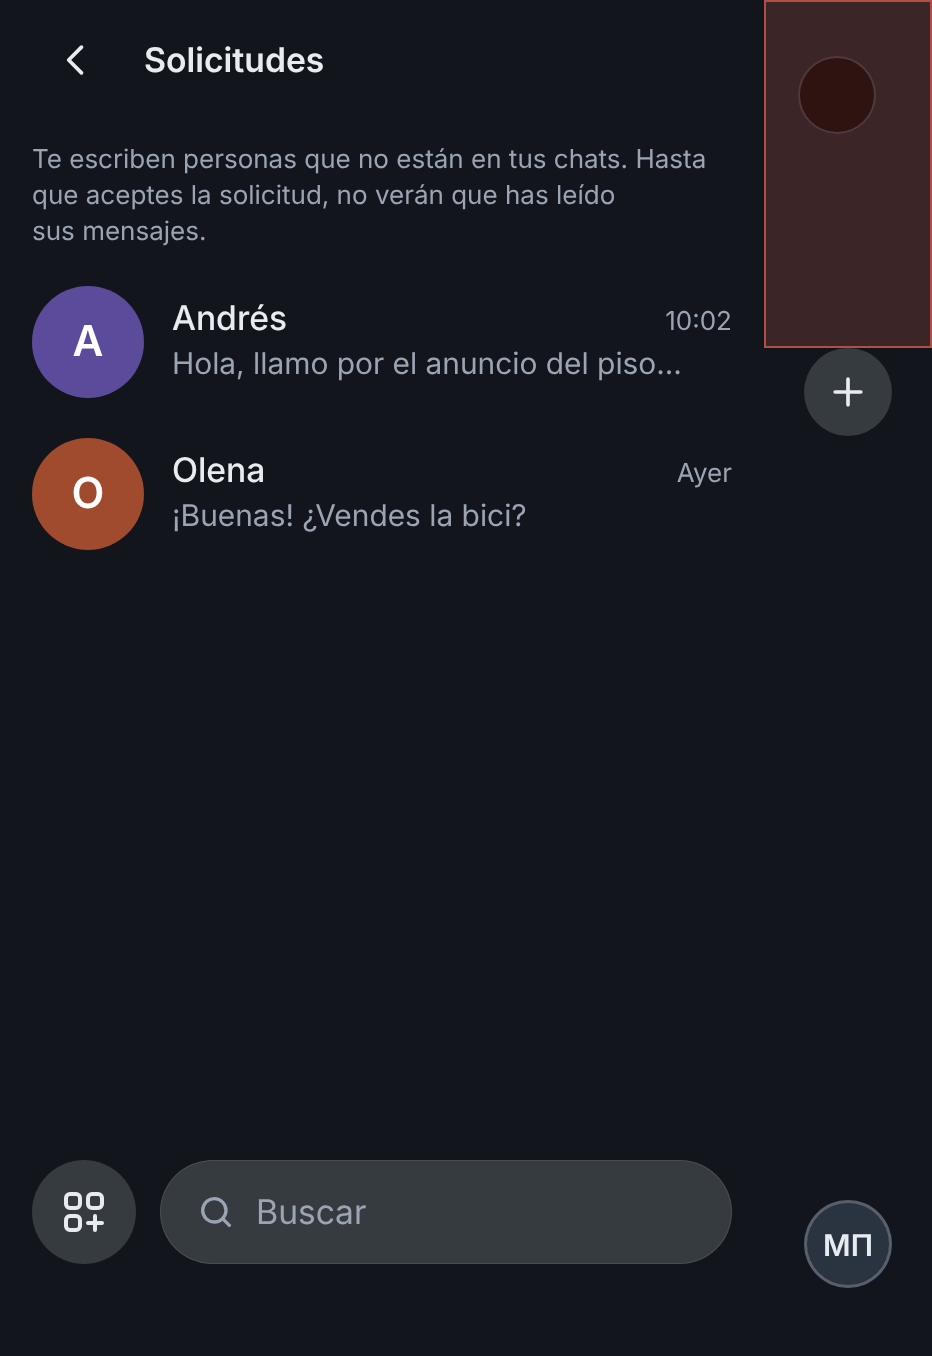 Solicitudes
Te escriben personas que no están en tus chats. Hasta
que aceptes la solicitud, no verán que has leído
sus mensajes.
A
Andrés
10:02
Hola, llamo por el anuncio del piso...
O
Olena
Ayer
¡Buenas! ¿Vendes la bici?
Buscar
МП